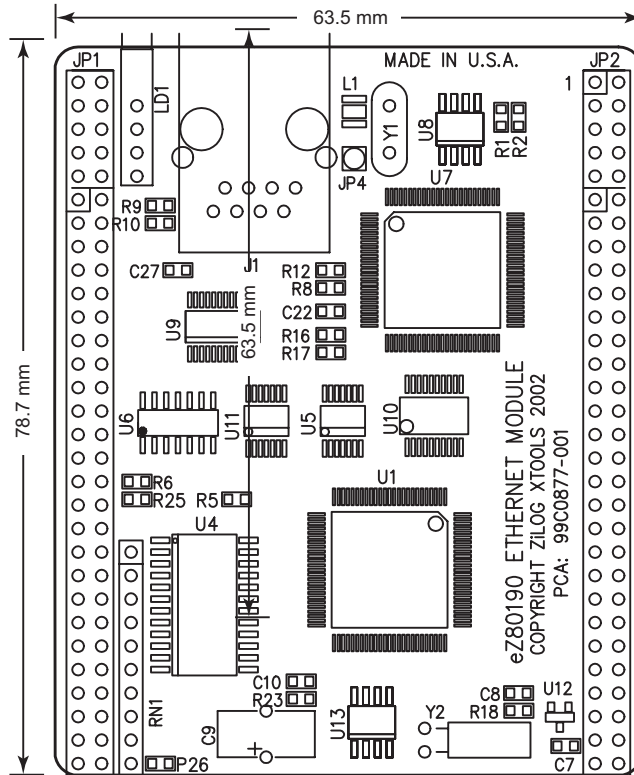 63.5 mm
78.7 mm
JP1
MADE IN U.S.A.
JP2
1
LD1
L1
Y1
U8
R1
R2
JP4
U7
R9
R10
J1
C27
R12
R8
C22
R16
R17
U9
63.5 mm
U6
U11
U5
U10
R6
R25
R5
U1
U4
eZ80190 ETHERNET MODULE
COPYRIGHT ZiLOG XTOOLS 2002
PCA: 99C0877-001
RN1
C10
R23
C9
+
U13
Y2
C8
R18
U12
C7
P26